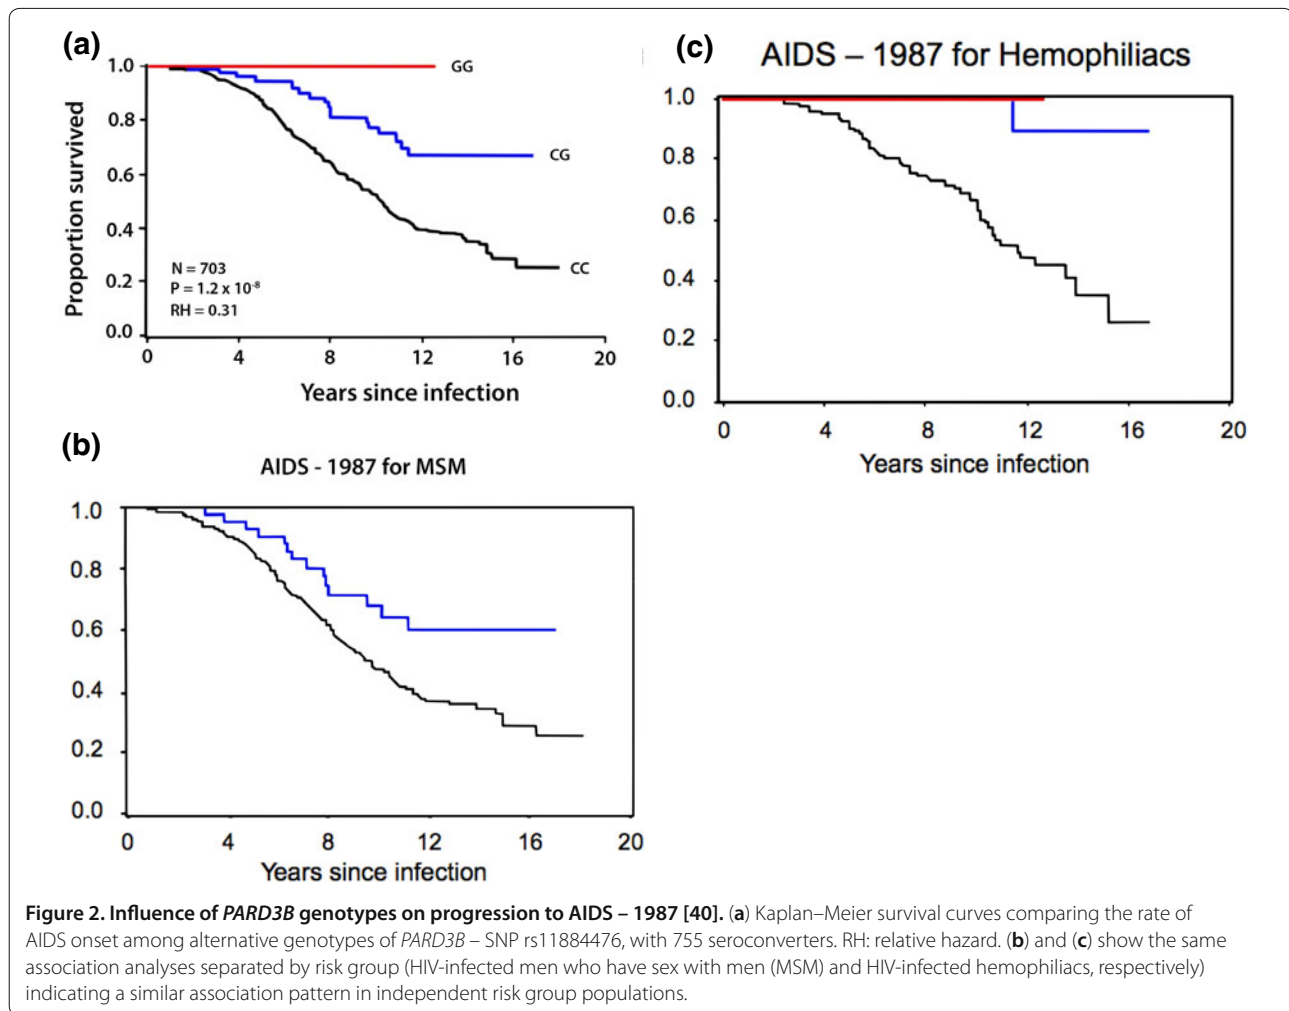 (a)
1.0
0.8
0.6
0.4
0.2
0.0
Proportion survived
GG
CG
CC
N = 703
P = 1.2 x 10⁻⁸
RH = 0.31
0 4 8 12 16 20
Years since infection
(b)
AIDS - 1987 for MSM
1.0
0.8
0.6
0.4
0.2
0.0
0 4 8 12 16 20
Years since infection
(c)
AIDS – 1987 for Hemophiliacs
1.0
0.8
0.6
0.4
0.2
0.0
0 4 8 12 16 20
Years since infection
Figure 2. Influence of PARD3B genotypes on progression to AIDS – 1987 [40]. (a) Kaplan–Meier survival curves comparing the rate of
AIDS onset among alternative genotypes of PARD3B – SNP rs11884476, with 755 seroconverters. RH: relative hazard. (b) and (c) show the same
association analyses separated by risk group (HIV-infected men who have sex with men (MSM) and HIV-infected hemophiliacs, respectively)
indicating a similar association pattern in independent risk group populations.